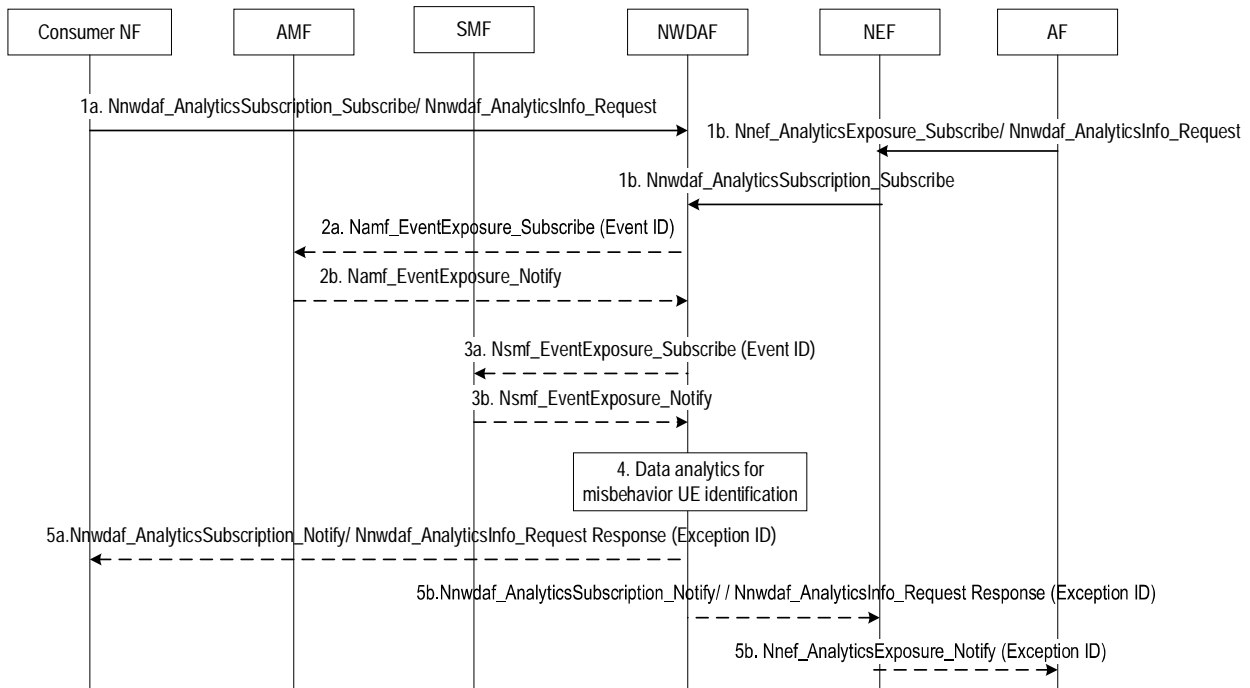 Consumer NF
AMF
SMF
NWDAF
NEF
AF
1a. Nnwdaf_AnalyticsSubscription_Subscribe/ Nnwdaf_AnalyticsInfo_Request
1b. Nnef_AnalyticsExposure_Subscribe/ Nnwdaf_AnalyticsInfo_Request
1b. Nnwdaf_AnalyticsSubscription_Subscribe
2a. Namf_EventExposure_Subscribe (Event ID)
2b. Namf_EventExposure_Notify
3a. Nsmf_EventExposure_Subscribe (Event ID)
3b. Nsmf_EventExposure_Notify
4. Data analytics for
misbehavior UE identification
5a.Nnwdaf_AnalyticsSubscription_Notify/ Nnwdaf_AnalyticsInfo_Request Response (Exception ID)
5b.Nnwdaf_AnalyticsSubscription_Notify/ / Nnwdaf_AnalyticsInfo_Request Response (Exception ID)
5b. Nnef_AnalyticsExposure_Notify (Exception ID)